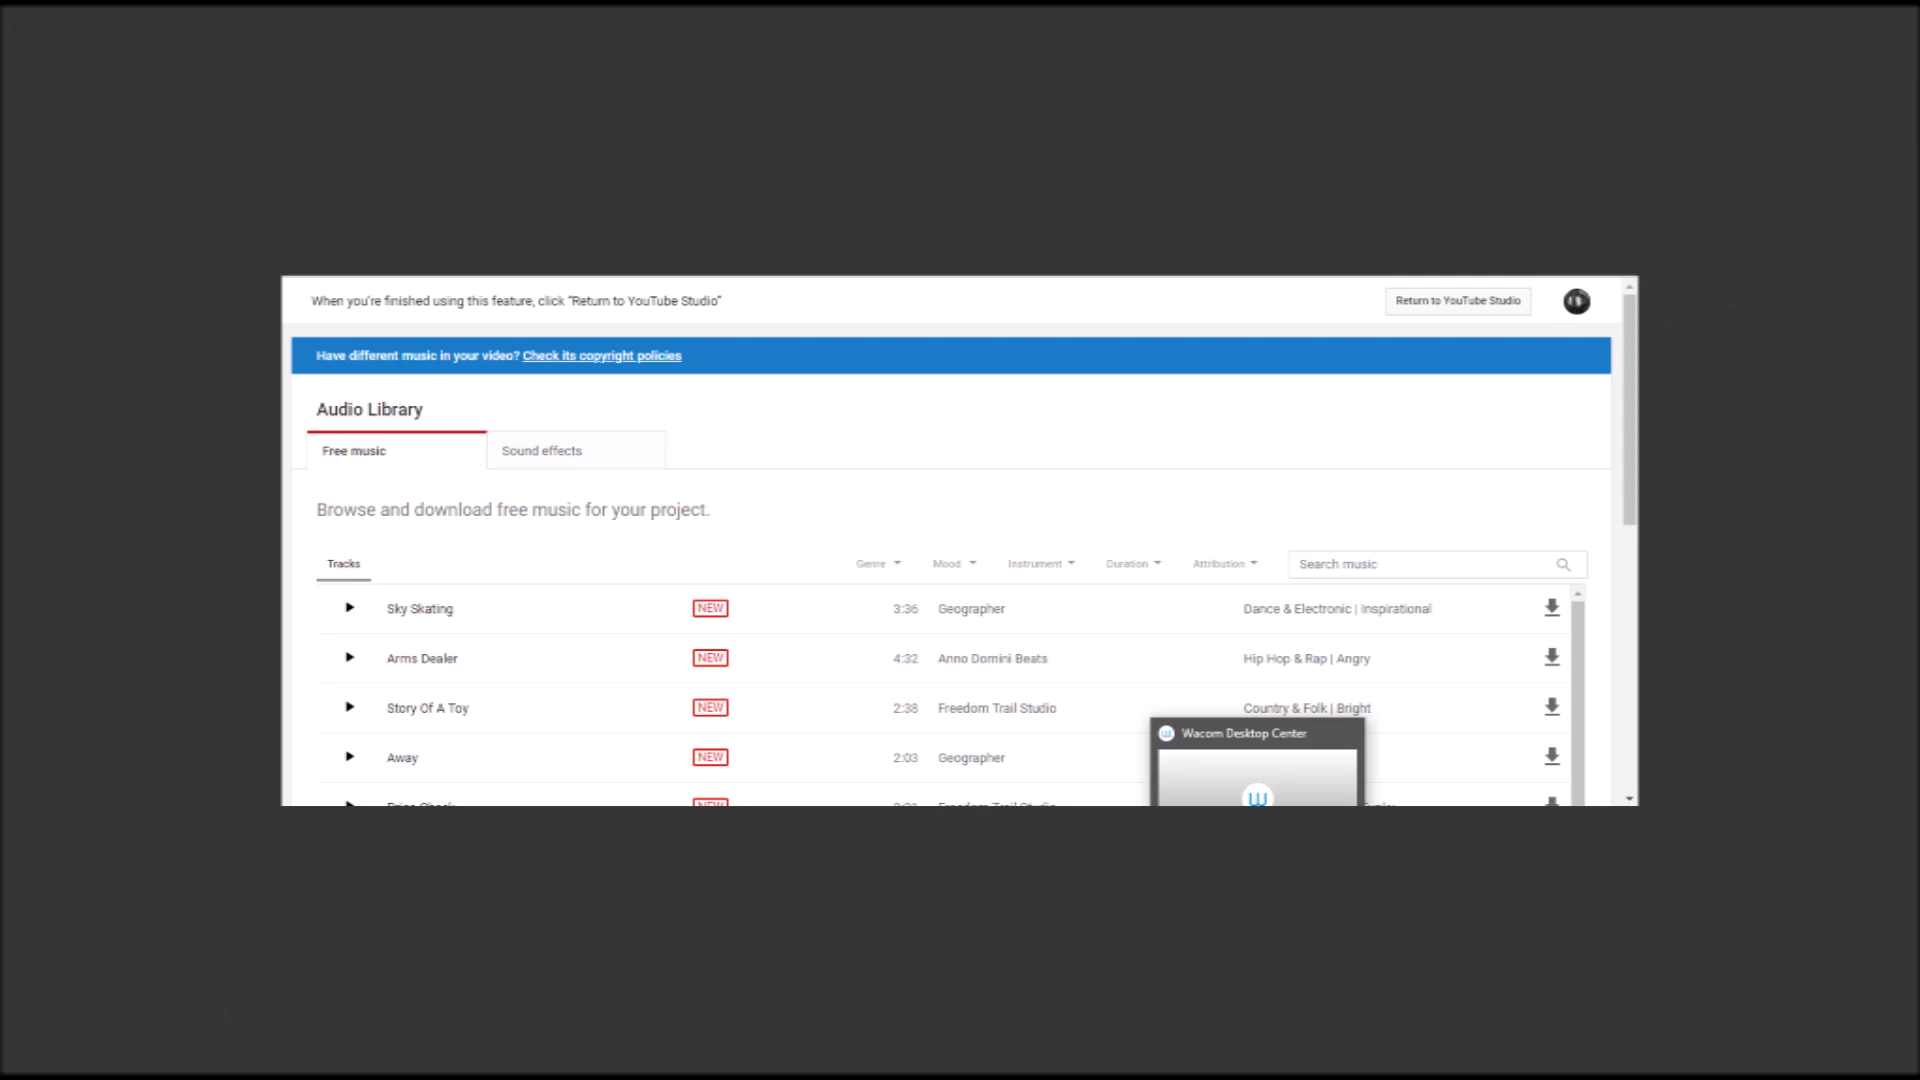 When you're finished using this feature, click "Return to YouTube Studio"
Return to YouTube Studio
Have different music in your video? Check its copyright policies
Audio Library
Free music
Sound effects
Browse and download free music for your project.
Tracks
Genre
Mood
Instrument
Duration
Attribution
Search music
Sky Skating NEW 3:36 Geographer Dance & Electronic | Inspirational
Arms Dealer NEW 4:32 Anno Domini Beats Hip Hop & Rap | Angry
Story Of A Toy NEW 2:38 Freedom Trail Studio Country & Folk | Bright
Wacom Desktop Center
Away NEW 2:03 Geographer
NEW Freedom Trail Studio